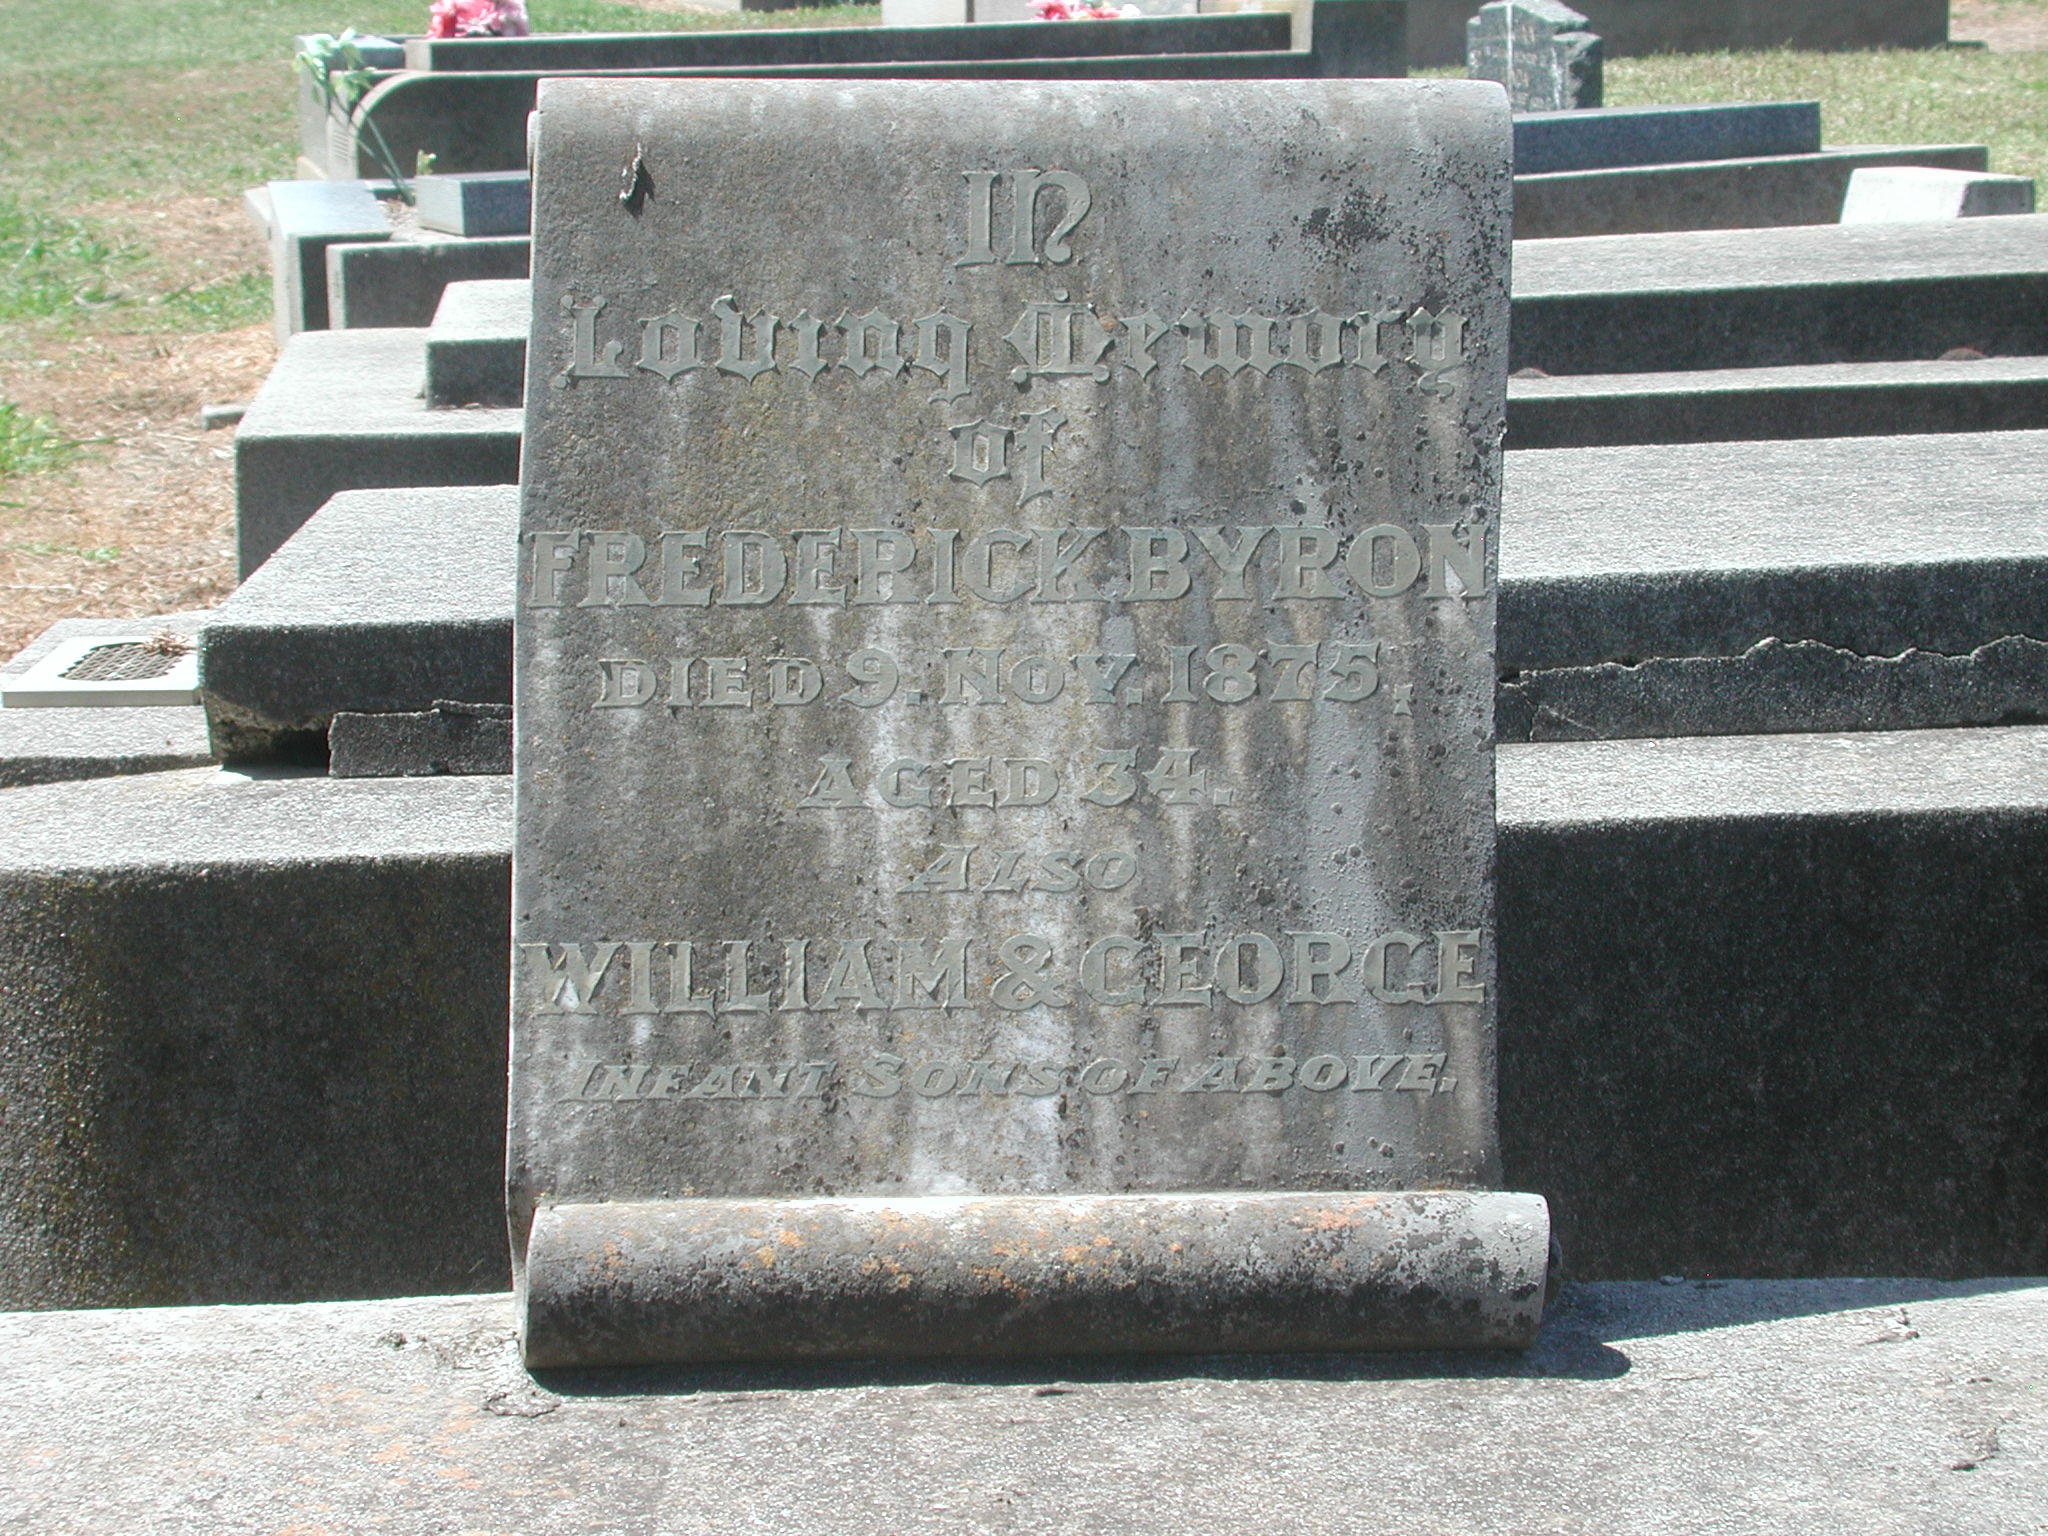 In
Loving Memory
of
FREDERICK BYRON
DIED 9. NOV. 1875,
AGED 34.
ALSO
WILLIAM & GEORGE
INFANT SONS OF ABOVE.